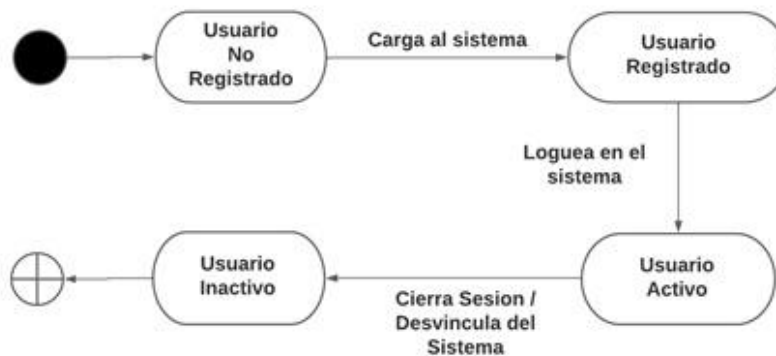 Usuario
No
Registrado
Carga al sistema
Usuario
Registrado
Loguea en el
sistema
Usuario
Activo
Cierra Sesion /
Desvincula del
Sistema
Usuario
Inactivo